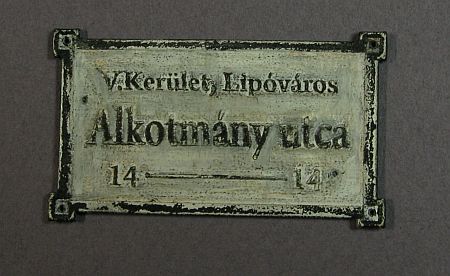 V. Kerület, Lipóváros
Alkotmány utca
14 — 14